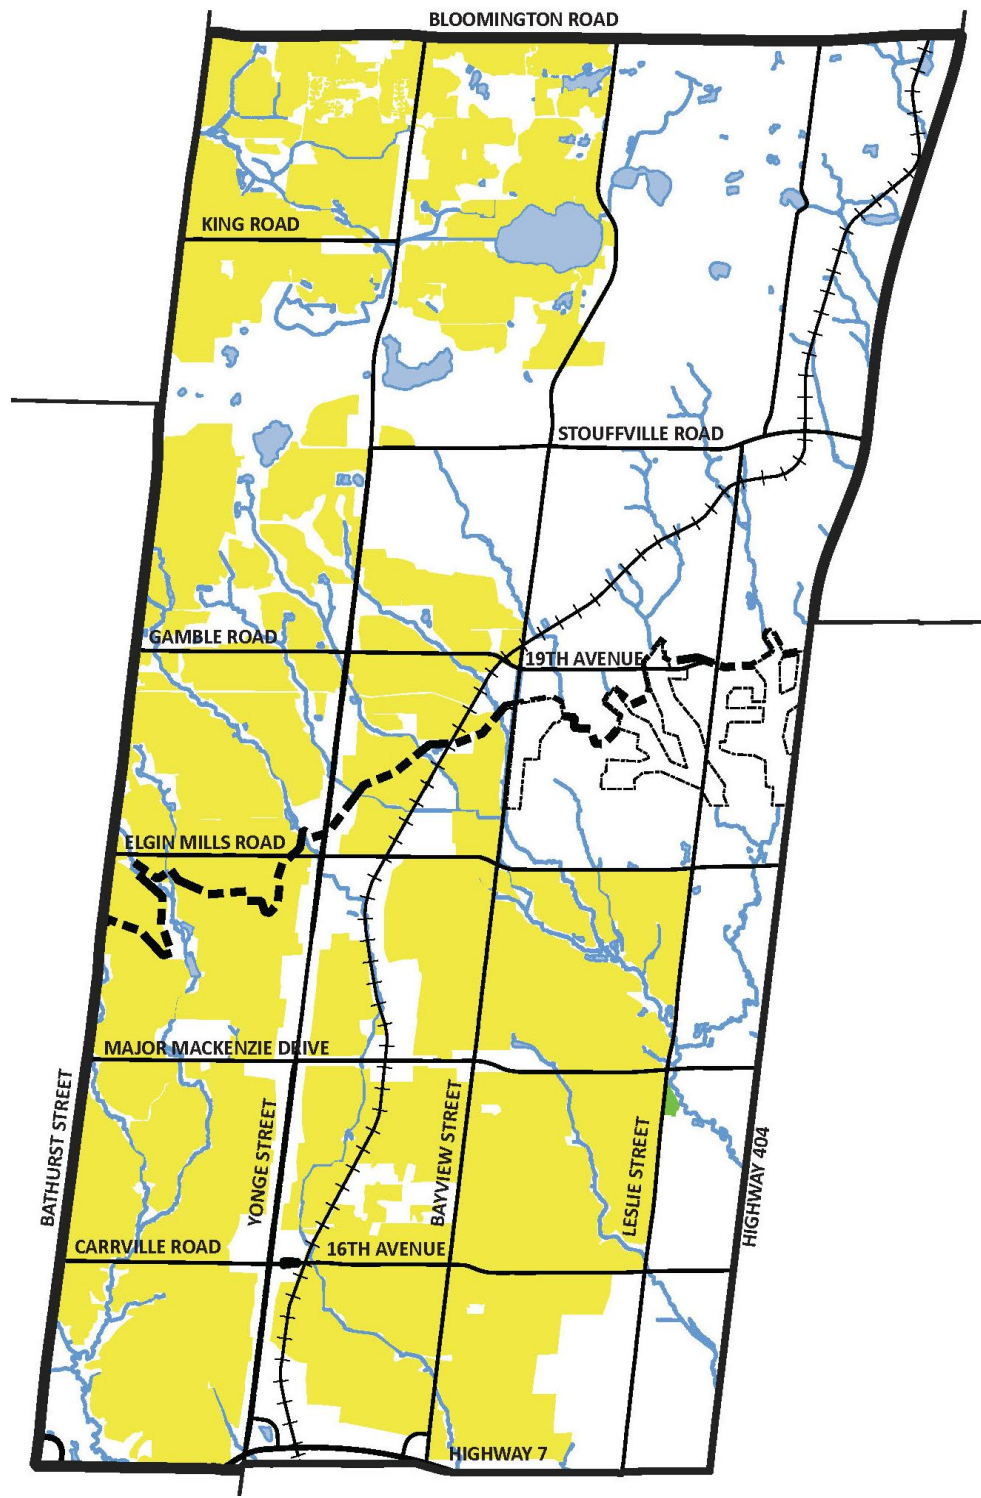 BLOOMINGTON ROAD
KING ROAD
STOUFFVILLE ROAD
GAMBLE ROAD
19TH AVENUE
ELGIN MILLS ROAD
MAJOR MACKENZIE DRIVE
BATHURST STREET
YONGE STREET
BAYVIEW STREET
LESLIE STREET
HIGHWAY 404
CARRVILLE ROAD
16TH AVENUE
HIGHWAY 7